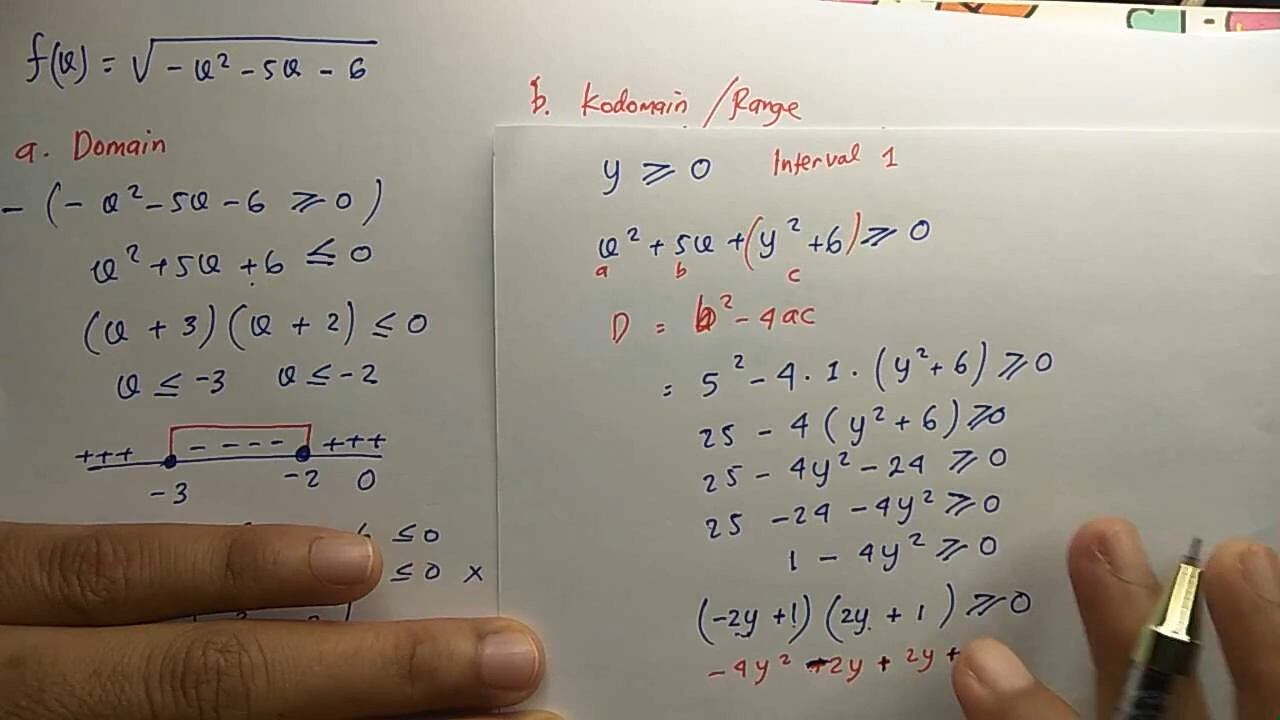 f(x) = √-x² - 5x - 6
a. Domain
- (- x² - 5x - 6 ⩾ 0)
x² + 5x + 6 ≤ 0
(x + 3) (x + 2) ≤ 0
x ≤ -3 x ≤ -2
+++ - - - - +++
-3 -2 0
≤ 0
≤ 0 x
b. Kodomain / Range
y ⩾ 0 Interval 1
x² + 5x + (y² + 6) ⩾ 0
a b c
D = b² - 4ac
= 5² - 4 . 1 . (y² + 6) ⩾ 0
25 - 4 (y² + 6) ⩾ 0
25 - 4y² - 24 ⩾ 0
25 - 24 - 4y² ⩾ 0
1 - 4y² ⩾ 0
(-2y + 1) (2y + 1) ⩾ 0
- 4y² - 2y + 2y +